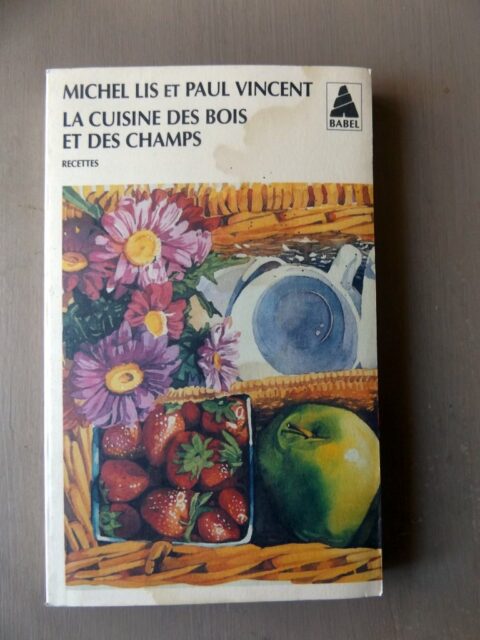 MICHEL LIS ET PAUL VINCENT
LA CUISINE DES BOIS
ET DES CHAMPS
RECETTES
BABEL